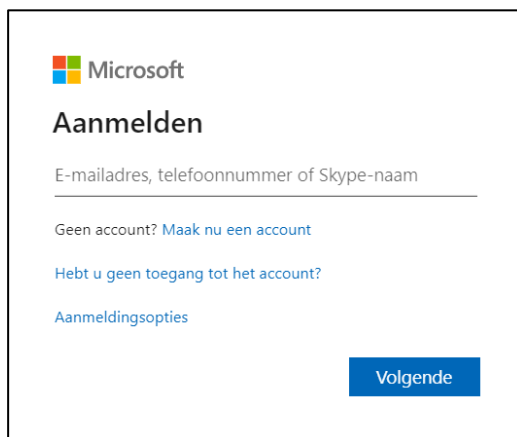 Microsoft
Aanmelden
E-mailadres, telefoonnummer of Skype-naam
Geen account? Maak nu een account
Hebt u geen toegang tot het account?
Aanmeldingsopties
Volgende